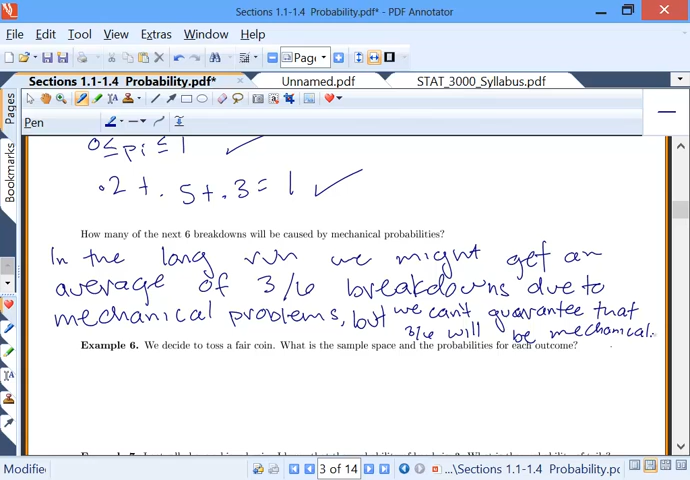 Sections 1.1-1.4 Probability.pdf* - PDF Annotator
File Edit Tool View Extras Window Help
Page
Sections 1.1-1.4 Probability.pdf* Unnamed.pdf STAT_3000_Syllabus.pdf
Pen
Pages
Bookmarks
0≤pi≤1
.2+.5+.3=1
How many of the next 6 breakdowns will be caused by mechanical probabilities?
In the long run we might get an
average of 3/6 breakdowns due to
mechanical problems, but we can't guarantee that
3/6 will be mechanical.
Example 6. We decide to toss a fair coin. What is the sample space and the probabilities for each outcome?
Modifie 3 of 14 ...\Sections 1.1-1.4 Probability.pd